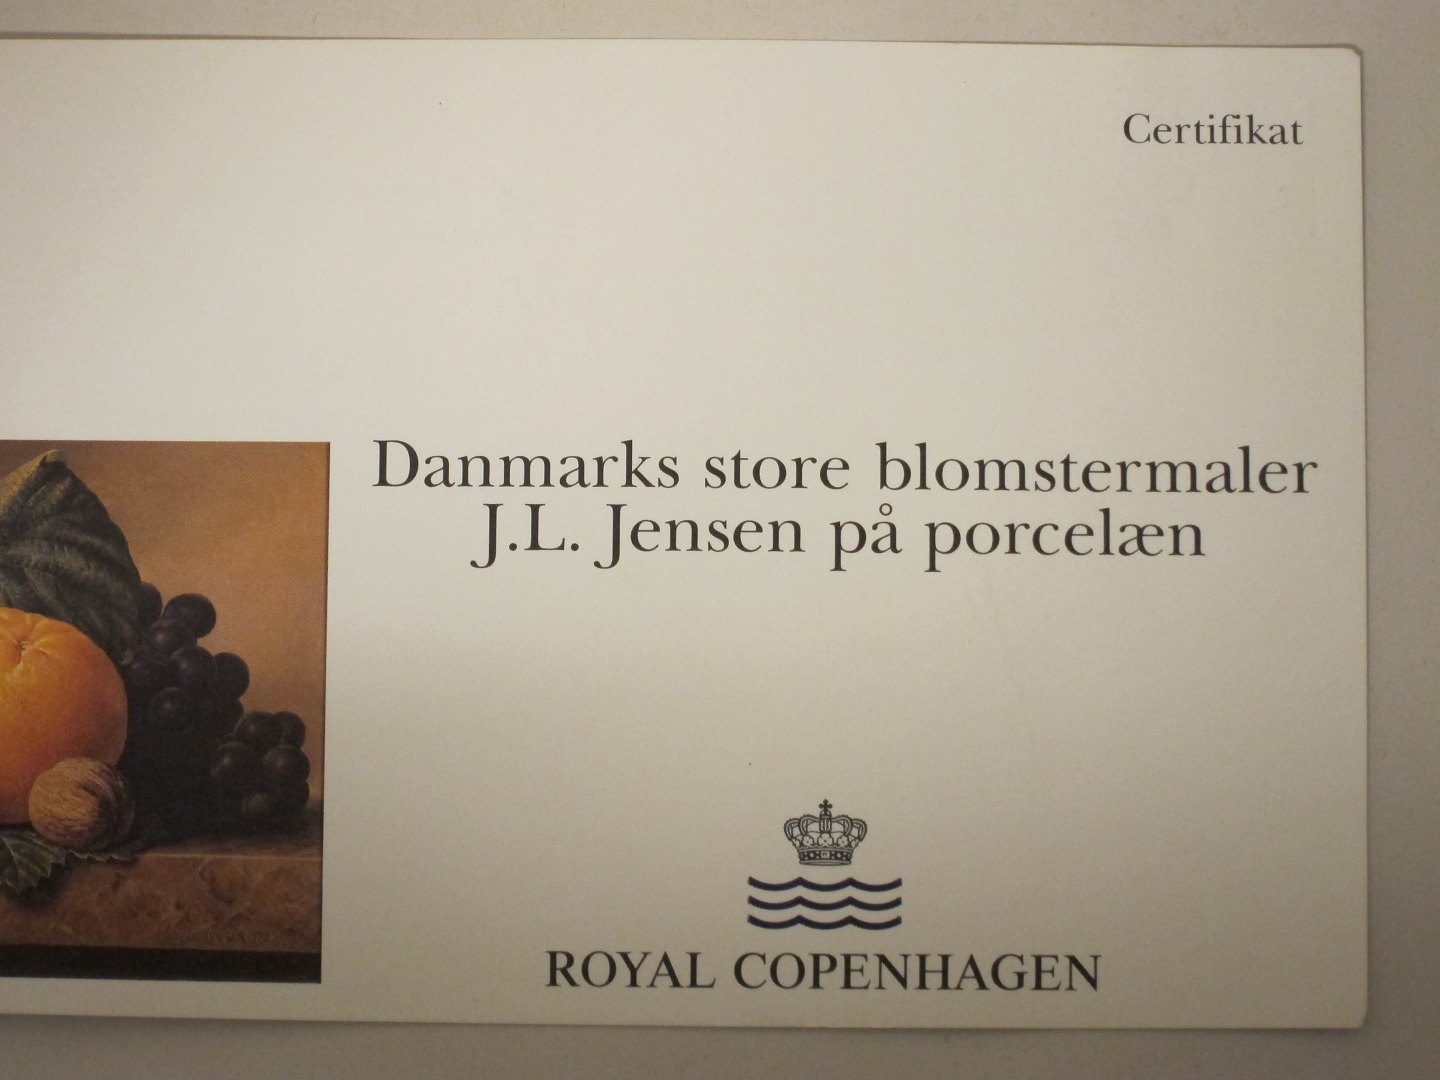 Certifikat
Danmarks store blomstermaler
J.L. Jensen på porcelæn
ROYAL COPENHAGEN